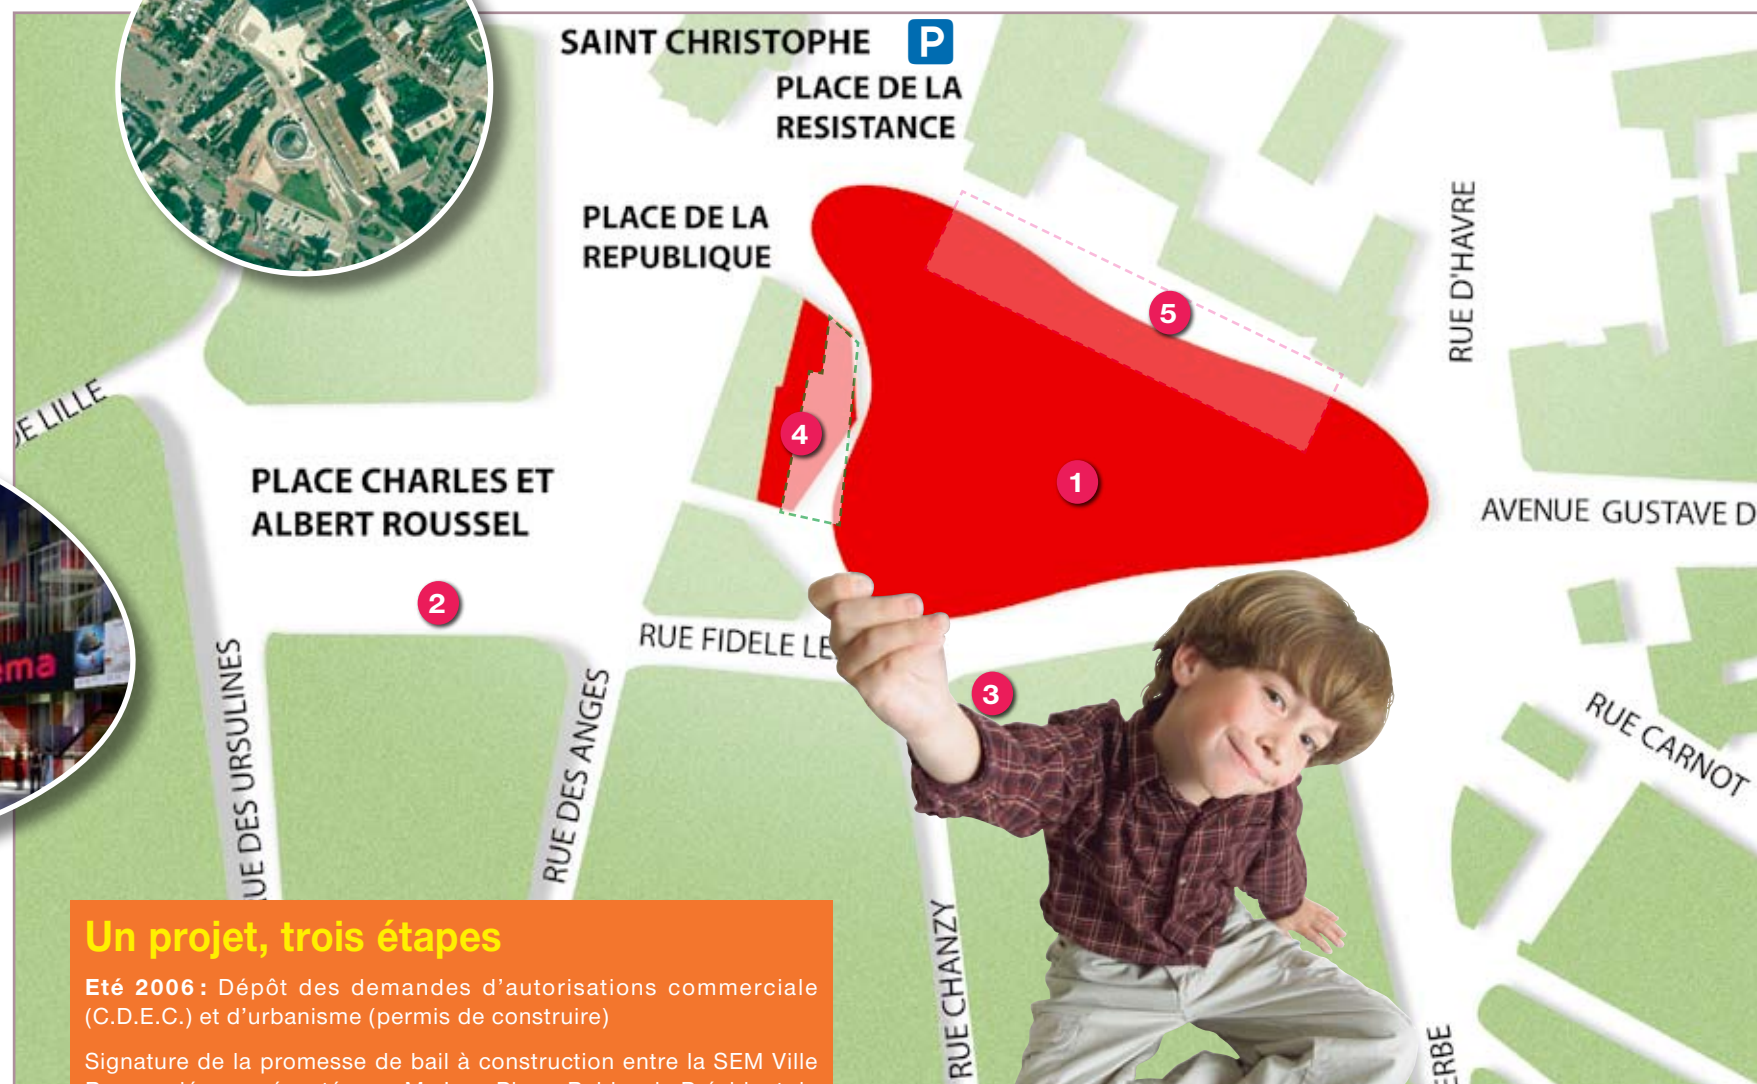 SAINT CHRISTOPHE P
PLACE DE LA
RESISTANCE
PLACE DE LA
REPUBLIQUE
RUE D'HAVRE
5
4
1
DE LILLE
PLACE CHARLES ET
ALBERT ROUSSEL
AVENUE GUSTAVE D
2
RUE FIDELE LE
3
ema
RUE DES URSULINES
RUE DES ANGES
RUE CARNOT
RUE CHANZY
ERBE
Un projet, trois étapes
Eté 2006 : Dépôt des demandes d'autorisations commerciale
(C.D.E.C.) et d'urbanisme (permis de construire)
Signature de la promesse de bail à construction entre la SEM Ville